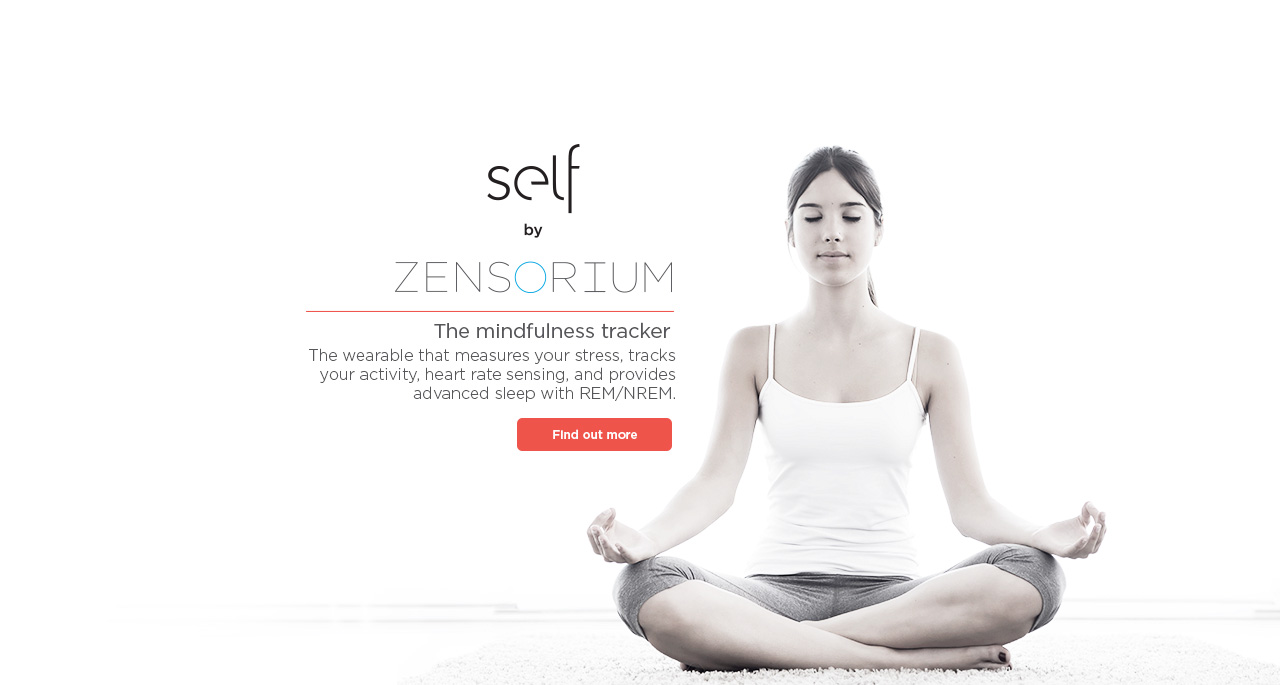 self
by
ZENSORIUM
The mindfulness tracker
The wearable that measures your stress, tracks
your activity, heart rate sensing, and provides
advanced sleep with REM/NREM.
Find out more